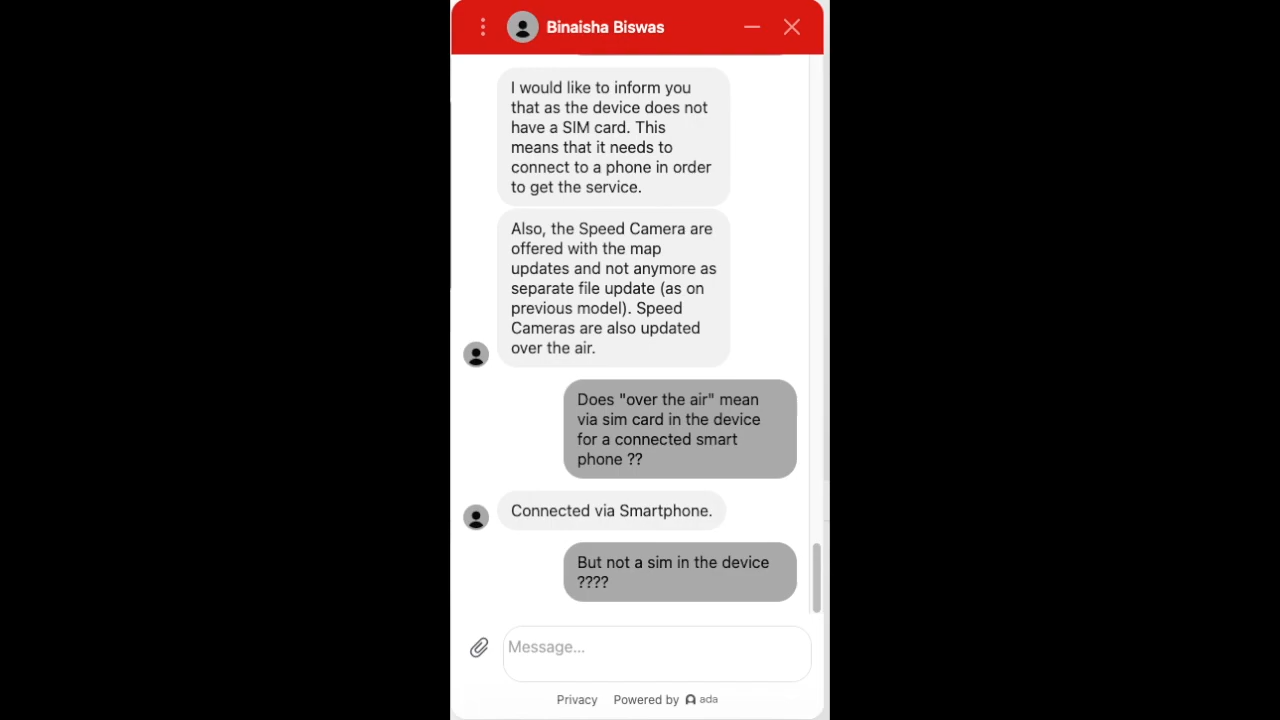 Binaisha Biswas
I would like to inform you
that as the device does not
have a SIM card. This
means that it needs to
connect to a phone in order
to get the service.
Also, the Speed Camera are
offered with the map
updates and not anymore as
separate file update (as on
previous model). Speed
Cameras are also updated
over the air.
Does "over the air" mean
via sim card in the device
for a connected smart
phone ??
Connected via Smartphone.
But not a sim in the device
????
Message...
Privacy Powered by ada